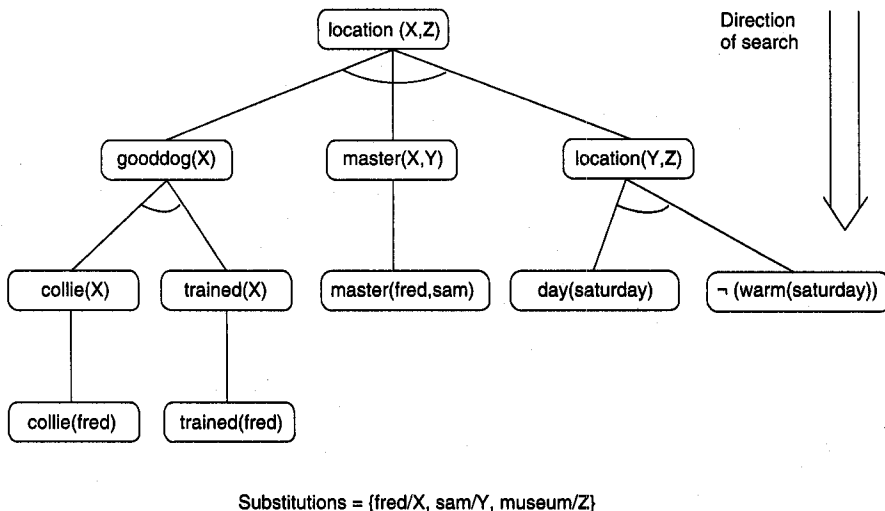 location (X,Z)
Direction
of search
gooddog(X)
master(X,Y)
location(Y,Z)
collie(X)
trained(X)
master(fred,sam)
day(saturday)
¬ (warm(saturday))
collie(fred)
trained(fred)
Substitutions = {fred/X, sam/Y, museum/Z}